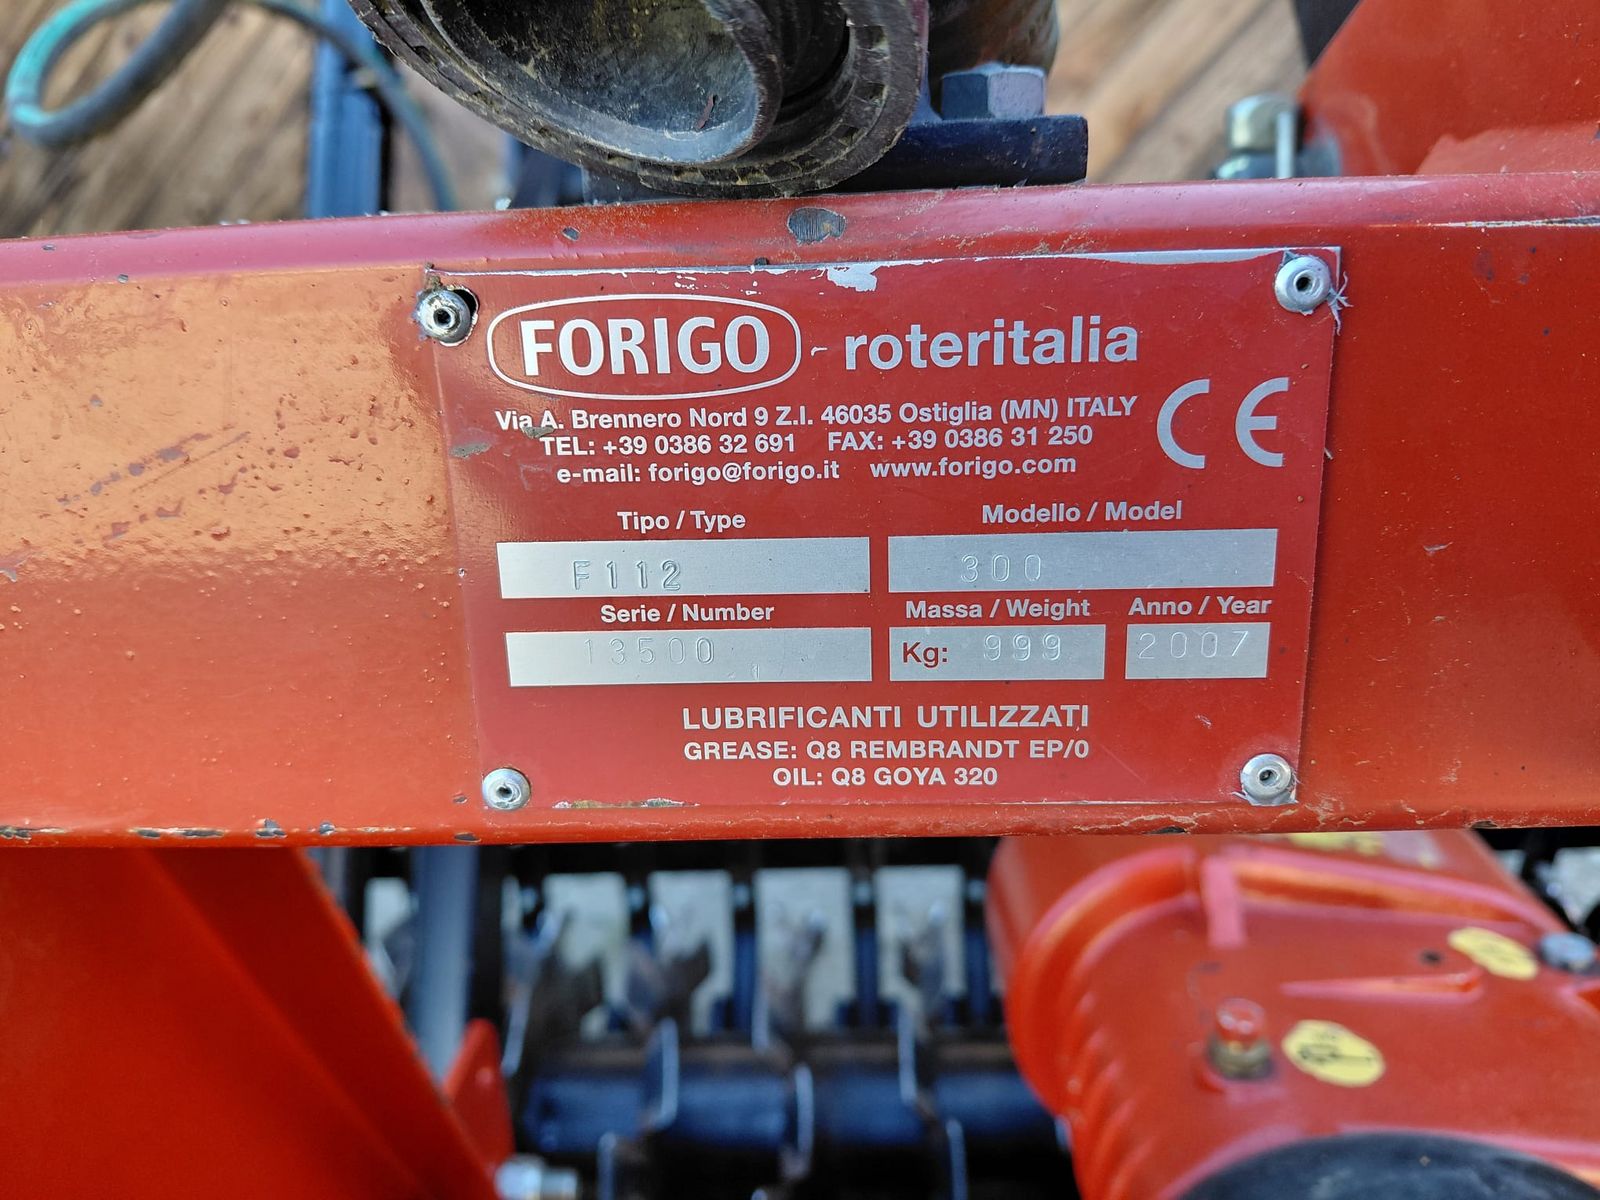 FORIGO - roteritalia
Via A. Brennero Nord 9 Z.I. 46035 Ostiglia (MN) ITALY
TEL: +39 0386 32 691 FAX: +39 0386 31 250
e-mail: forigo@forigo.it www.forigo.com
CE
Tipo / Type Modello / Model
F112 300
Serie / Number Massa / Weight Anno / Year
13500 Kg: 999 2007
LUBRIFICANTI UTILIZZATI
GREASE: Q8 REMBRANDT EP/0
OIL: Q8 GOYA 320